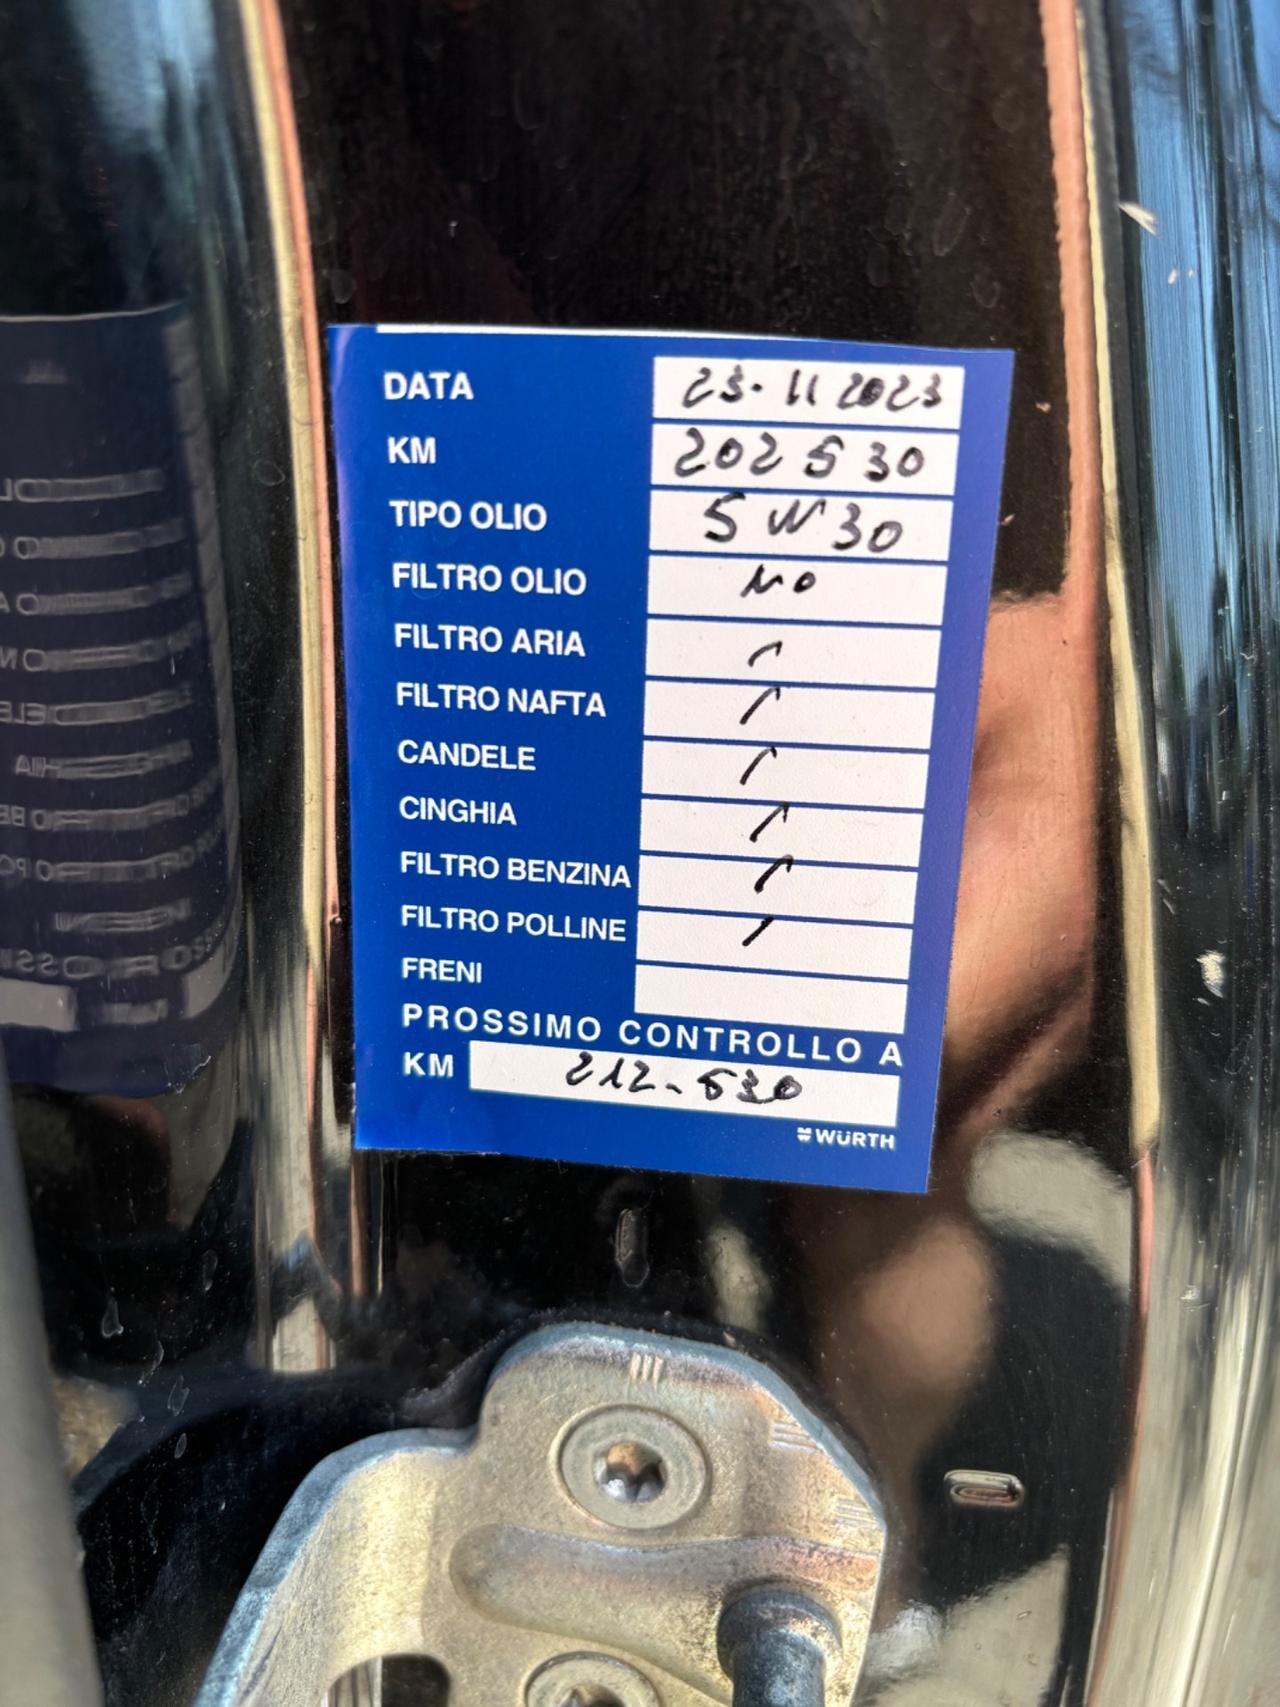 DATA 23-11 2023
KM 202530
TIPO OLIO 5W30
FILTRO OLIO NO
FILTRO ARIA
FILTRO NAFTA
CANDELE
CINGHIA
FILTRO BENZINA
FILTRO POLLINE
FRENI
PROSSIMO CONTROLLO A
KM 212-530
WÜRTH